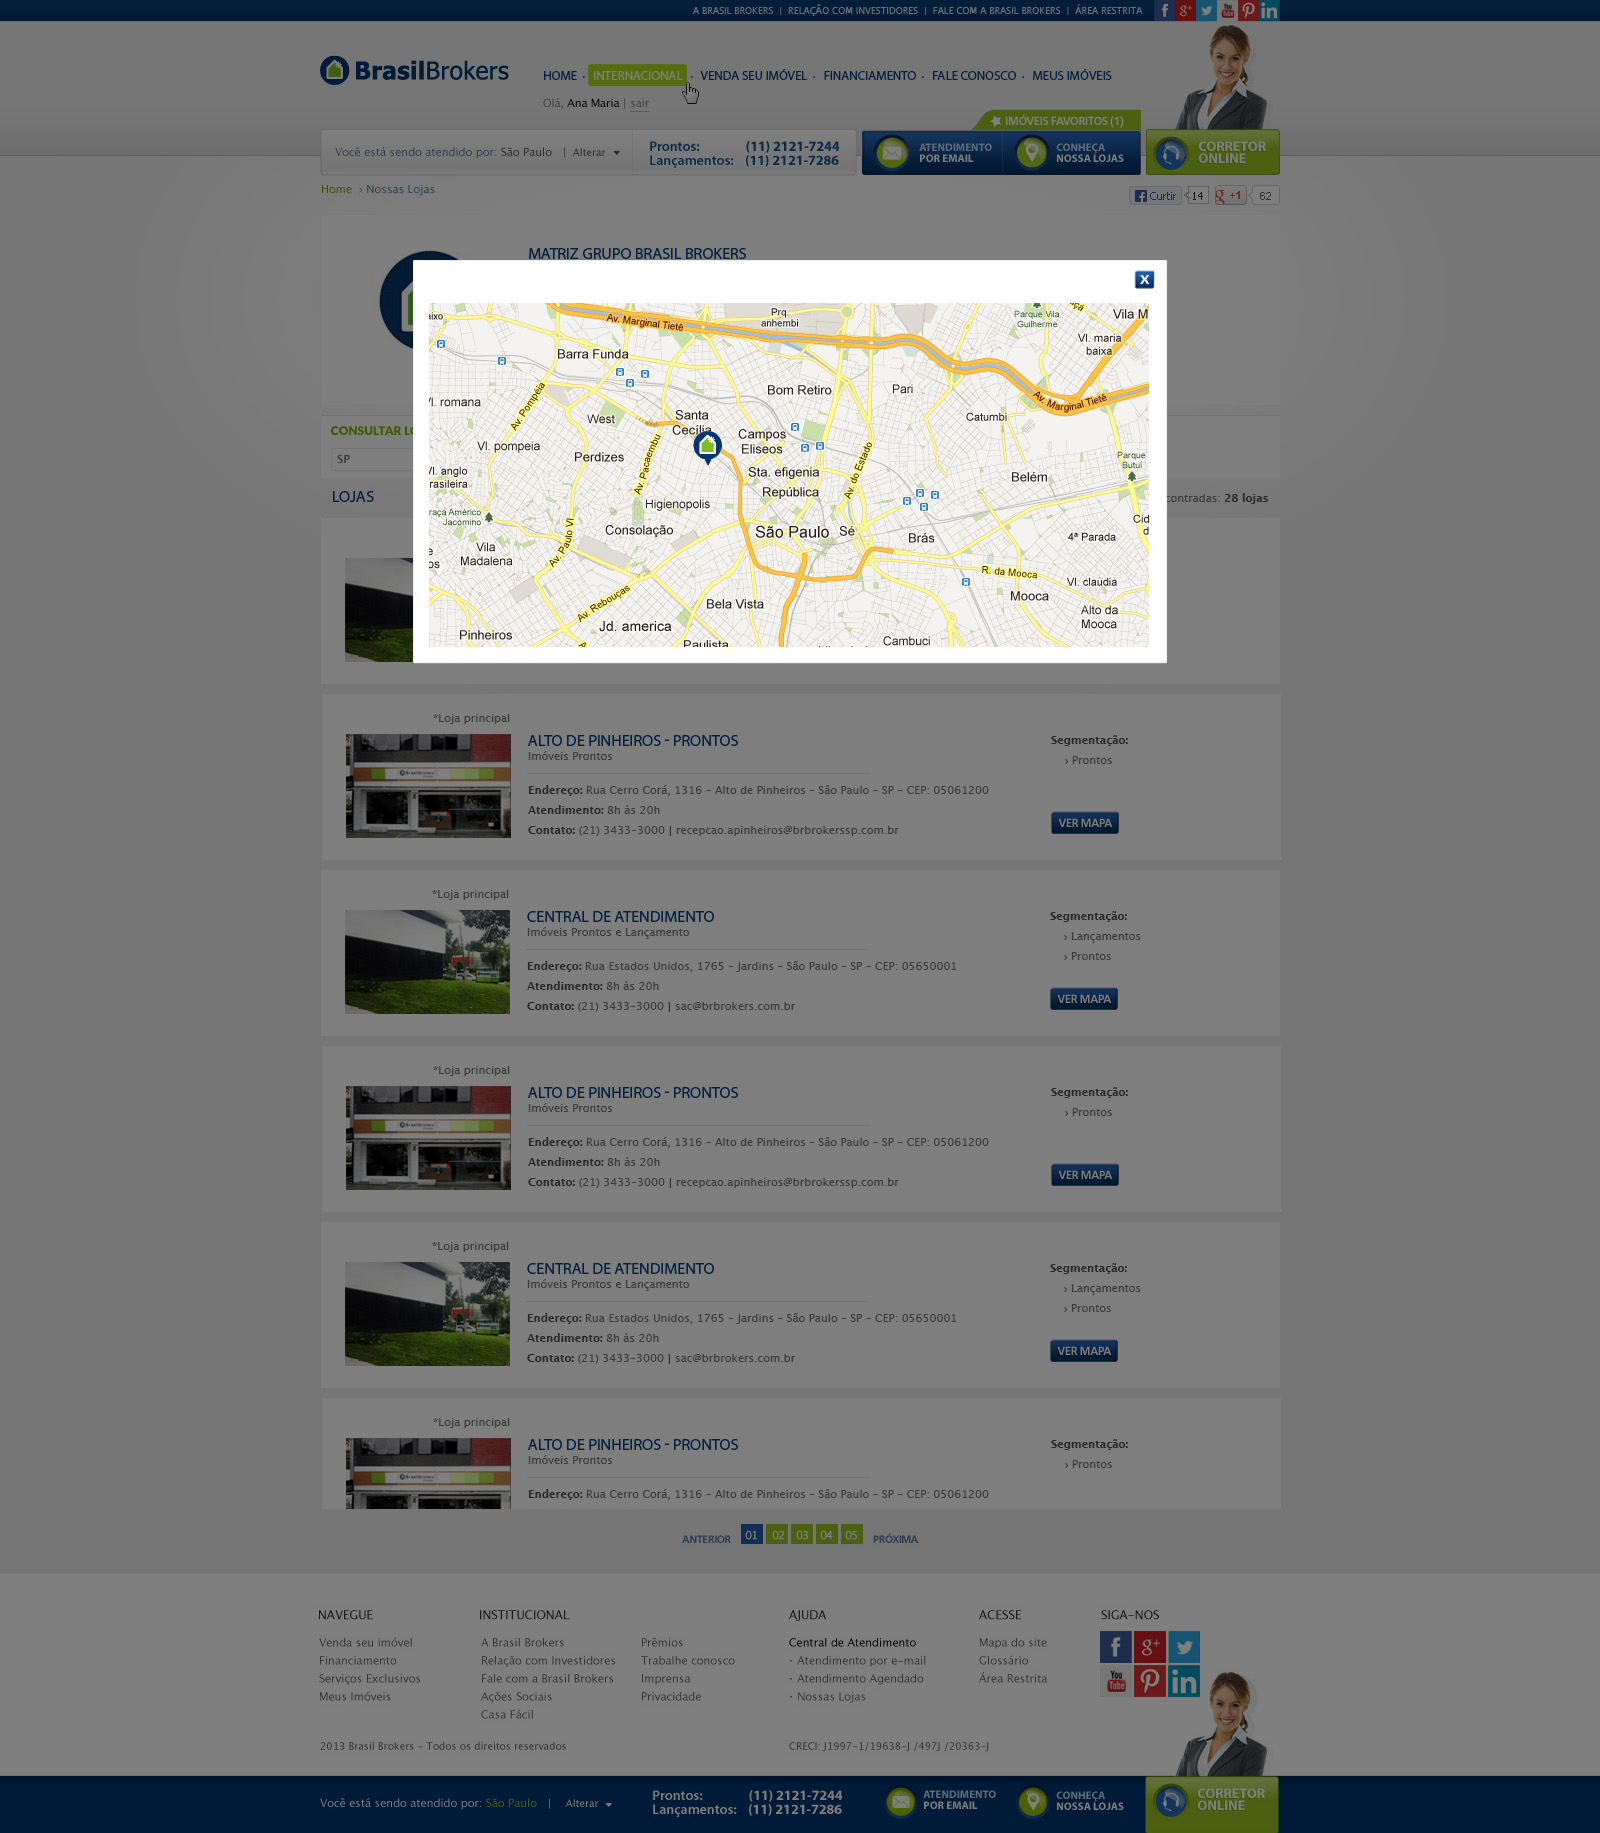 A BRASIL BROKERS | RELAÇÃO COM INVESTIDORES | FALE COM A BRASIL BROKERS | ÁREA RESTRITA
BrasilBrokers
HOME · INTERNACIONAL · VENDA SEU IMÓVEL · FINANCIAMENTO · FALE CONOSCO · MEUS IMÓVEIS
Olá, Ana Maria | sair
IMÓVEIS FAVORITOS (1)
Você está sendo atendido por: São Paulo | Alterar
Prontos: (11) 2121-7244
Lançamentos: (11) 2121-7286
ATENDIMENTO
POR EMAIL
CONHEÇA
NOSSA LOJAS
CORRETOR
ONLINE
Home › Nossas Lojas
Curtir 14 +1 62
MATRIZ GRUPO BRASIL BROKERS
X
Av. Marginal Tietê
Prq.
anhembi
Parque Vila
Guilherme
Vila M
Vl. maria
baixa
aixo
Barra Funda
Bom Retiro
Pari
Av. Marginal Tietê
Vl. romana
Av. Pompéia
West
Santa
Cecília
Catumbi
Campos
Eliseos
Vl. pompeia
Perdizes
Av. Pacaembu
Sta. efigenia
Av. do Estado
Parque
Butuí
Vl. anglo
brasileira
Belém
República
Higienopolis
raça Américo
Jacomino
Consolação
São Paulo
Sé
Brás
4ª Parada
Cid
d
Vila
Madalena
Av. Paulo VI
R. da Mooca
Vl. claudia
Mooca
Av. Rebouças
Bela Vista
Alto da
Mooca
Jd. america
Pinheiros
Paulista
Cambuci
CONSULTAR LO
SP
LOJAS
contradas: 28 lojas
*Loja principal
ALTO DE PINHEIROS - PRONTOS
Imóveis Prontos
Endereço: Rua Cerro Corá, 1316 - Alto de Pinheiros - São Paulo - SP - CEP: 05061200
Atendimento: 8h ás 20h
Contato: (21) 3433-3000 | recepcao.apinheiros@brbrokerssp.com.br
Segmentação:
› Prontos
VER MAPA
*Loja principal
CENTRAL DE ATENDIMENTO
Imóveis Prontos e Lançamento
Endereço: Rua Estados Unidos, 1765 - Jardins - São Paulo - SP - CEP: 05650001
Atendimento: 8h ás 20h
Contato: (21) 3433-3000 | sac@brbrokers.com.br
Segmentação:
› Lançamentos
› Prontos
VER MAPA
*Loja principal
ALTO DE PINHEIROS - PRONTOS
Imóveis Prontos
Endereço: Rua Cerro Corá, 1316 - Alto de Pinheiros - São Paulo - SP - CEP: 05061200
Atendimento: 8h ás 20h
Contato: (21) 3433-3000 | recepcao.apinheiros@brbrokerssp.com.br
Segmentação:
› Prontos
VER MAPA
*Loja principal
CENTRAL DE ATENDIMENTO
Imóveis Prontos e Lançamento
Endereço: Rua Estados Unidos, 1765 - Jardins - São Paulo - SP - CEP: 05650001
Atendimento: 8h ás 20h
Contato: (21) 3433-3000 | sac@brbrokers.com.br
Segmentação:
› Lançamentos
› Prontos
VER MAPA
*Loja principal
ALTO DE PINHEIROS - PRONTOS
Imóveis Prontos
Endereço: Rua Cerro Corá, 1316 - Alto de Pinheiros - São Paulo - SP - CEP: 05061200
Segmentação:
› Prontos
ANTERIOR 01 02 03 04 05 PRÓXIMA
NAVEGUE
Venda seu imóvel
Financiamento
Serviços Exclusivos
Meus Imóveis
INSTITUCIONAL
A Brasil Brokers
Relação com Investidores
Fale com a Brasil Brokers
Ações Sociais
Casa Fácil
Prêmios
Trabalhe conosco
Imprensa
Privacidade
AJUDA
Central de Atendimento
· Atendimento por e-mail
· Atendimento Agendado
· Nossas Lojas
ACESSE
Mapa do site
Glossário
Área Restrita
SIGA-NOS
You Tube
2013 Brasil Brokers - Todos os direitos reservados
CRECI: J1997-1/19638-J /497J /20363-J
Você está sendo atendido por: São Paulo | Alterar
Prontos: (11) 2121-7244
Lançamentos: (11) 2121-7286
ATENDIMENTO
POR EMAIL
CONHEÇA
NOSSA LOJAS
CORRETOR
ONLINE